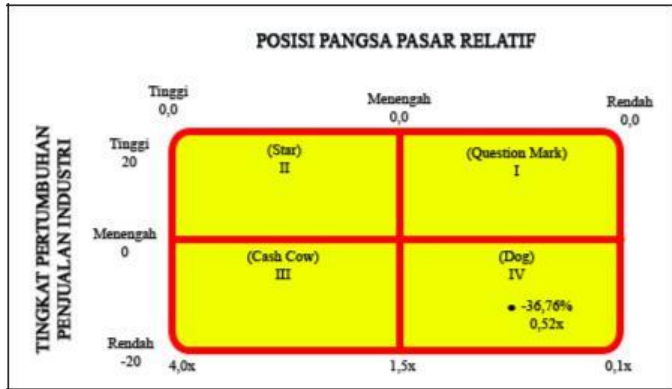 POSISI PANGSA PASAR RELATIF
Tinggi
0,0
Menengah
0,0
Rendah
0,0
TINGKAT PERTUMBUHAN
PENJUALAN INDUSTRI
Tinggi
20
(Star)
II
(Question Mark)
I
Menengah
0
(Cash Cow)
III
(Dog)
IV
-36,76%
0,52x
Rendah
-20
4,0x
1,5x
0,1x